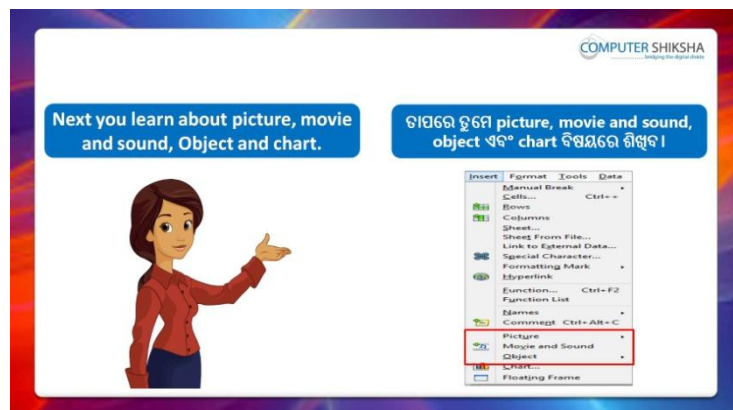 COMPUTER SHIKSHA
bridging the digital divide
Next you learn about picture, movie
and sound, Object and chart.
ତାପରେ ତୁମେ picture, movie and sound,
object ଏବଂ chart ବିଷୟରେ ଶିଖିବ।
Insert Format Tools Data
Manual Break
Cells... Ctrl++
Rows
Columns
Sheet...
Sheet From File...
Link to External Data...
Special Character...
Formatting Mark
Hyperlink
Function... Ctrl+F2
Function List
Names
Comment Ctrl+Alt+C
Picture
Movie and Sound
Object
Chart...
Floating Frame